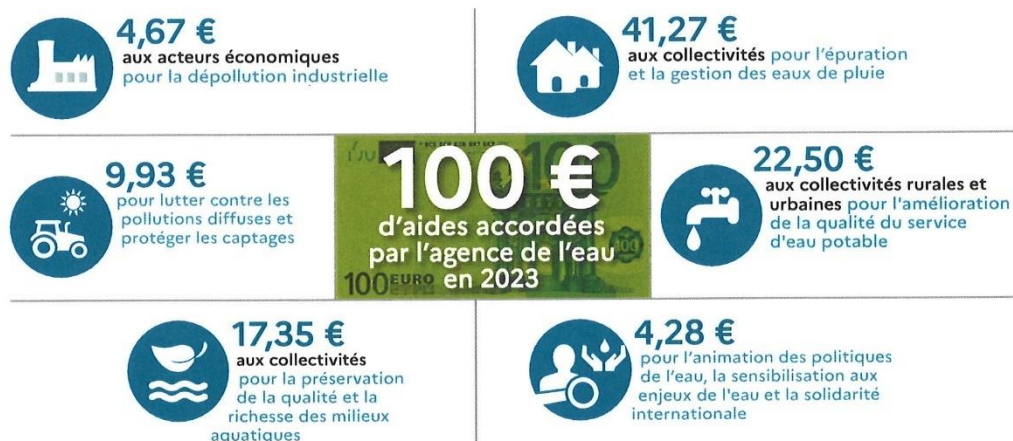 4,67 €
aux acteurs économiques
pour la dépollution industrielle
41,27 €
aux collectivités pour l'épuration
et la gestion des eaux de pluie
9,93 €
pour lutter contre les
pollutions diffuses et
protéger les captages
100 €
d'aides accordées
par l'agence de l'eau
en 2023
100 EURO
100
22,50 €
aux collectivités rurales et
urbaines pour l'amélioration
de la qualité du service
d'eau potable
17,35 €
aux collectivités
pour la préservation
de la qualité et la
richesse des milieux
aquatiques
4,28 €
pour l'animation des politiques
de l'eau, la sensibilisation aux
enjeux de l'eau et la solidarité
internationale